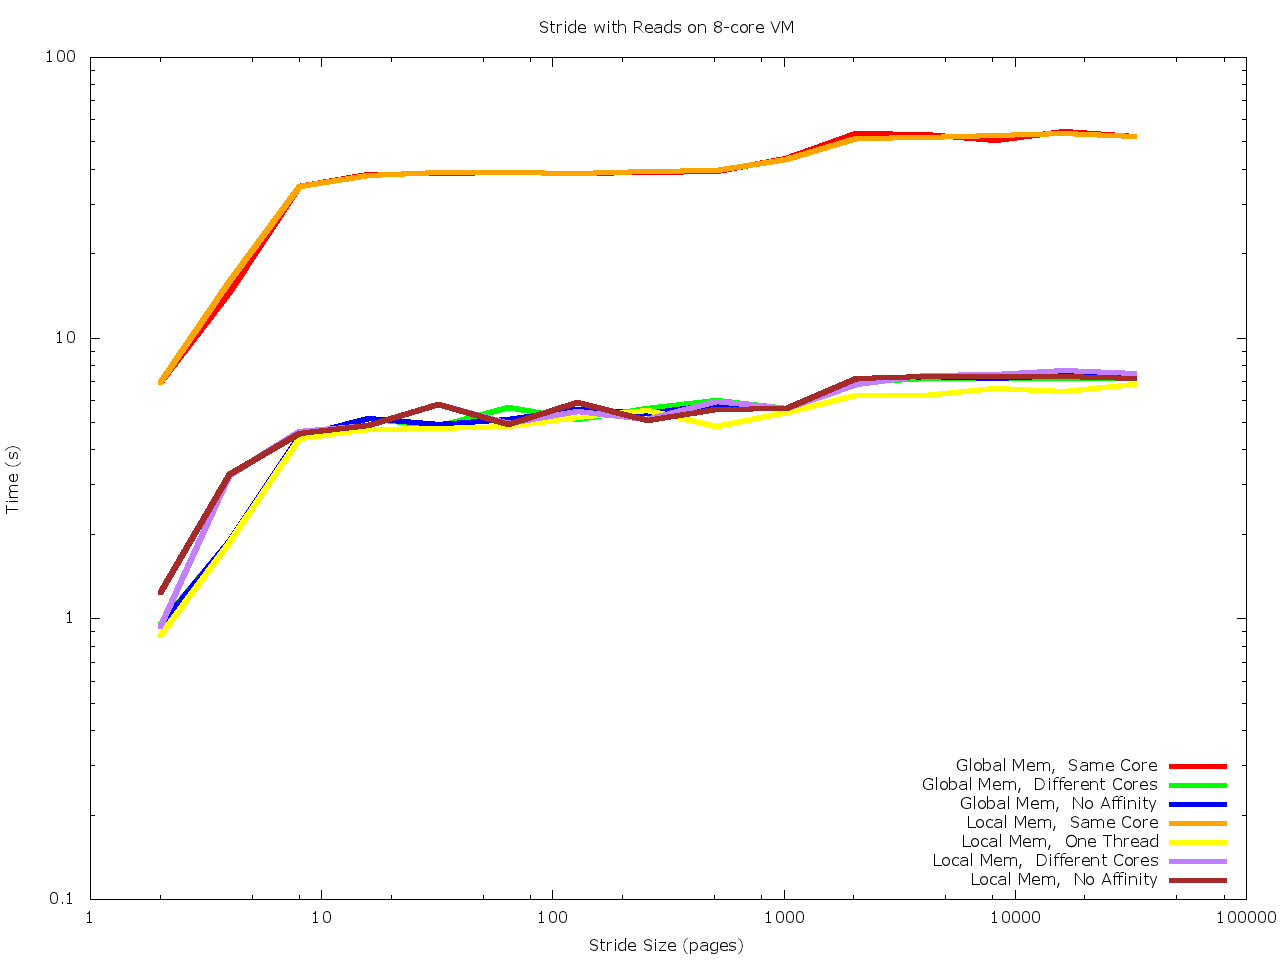 Stride with Reads on 8-core VM
100
10
1
0.1
Time (s)
Global Mem,  Same Core
Global Mem,  Different Cores
Global Mem,  No Affinity
Local Mem,  Same Core
Local Mem,  One Thread
Local Mem,  Different Cores
Local Mem,  No Affinity
1
10
100
1000
10000
100000
Stride Size (pages)